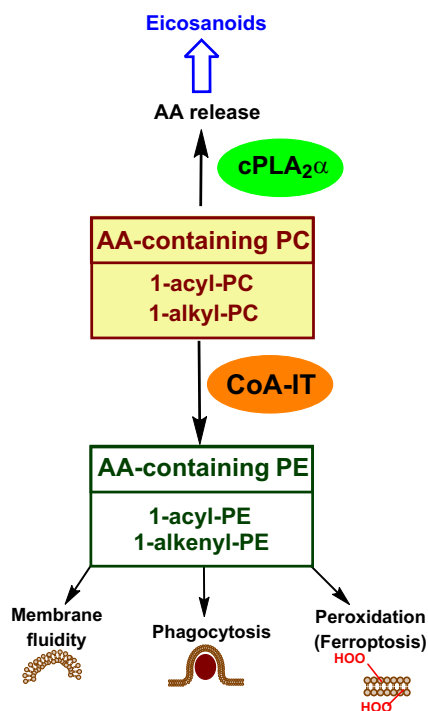 Eicosanoids
AA release
cPLA₂α
AA-containing PC
1-acyl-PC
1-alkyl-PC
CoA-IT
AA-containing PE
1-acyl-PE
1-alkenyl-PE
Membrane
fluidity
Phagocytosis
Peroxidation
(Ferroptosis)
HOO
HOO